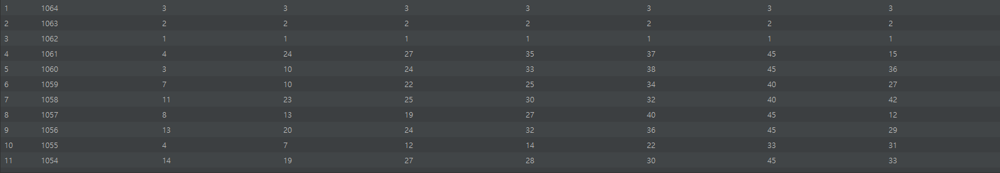 1 1064 3 3 3 3 3 3 3
2 1063 2 2 2 2 2 2 2
3 1062 1 1 1 1 1 1 1
4 1061 4 24 27 35 37 45 15
5 1060 3 10 24 33 38 45 36
6 1059 7 10 22 25 34 40 27
7 1058 11 23 25 30 32 40 42
8 1057 8 13 19 27 40 45 12
9 1056 13 20 24 32 36 45 29
10 1055 4 7 12 14 22 33 31
11 1054 14 19 27 28 30 45 33